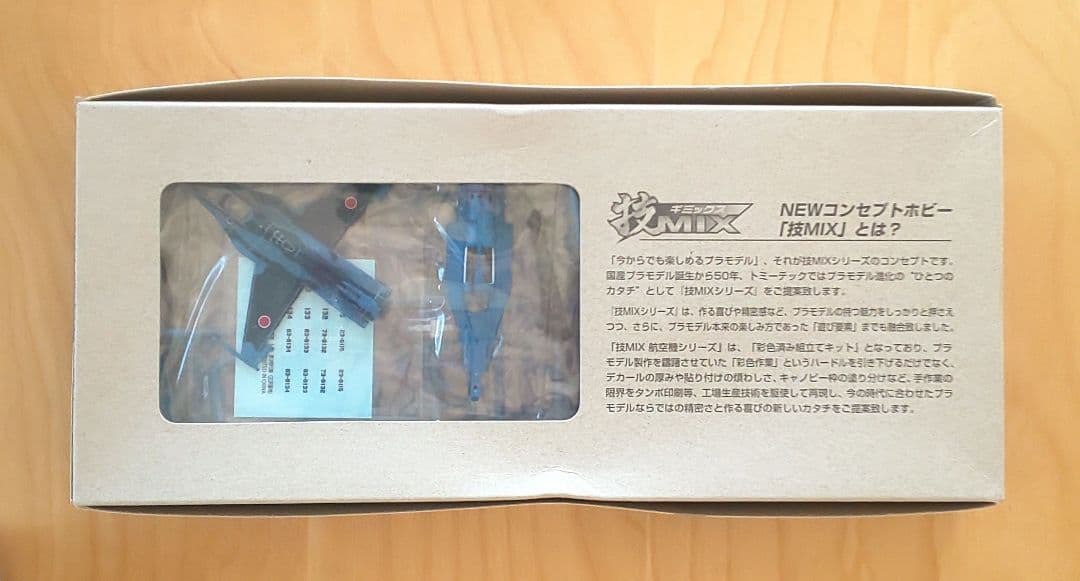 技MIX
ギミックス
NEWコンセプトホビー
「技MIX」とは？
「今からでも楽しめるプラモデル」、それが技MIXシリーズのコンセプトです。
国産プラモデル誕生から50年、トミーテックではプラモデル進化の"ひとつの
カタチ"として『技MIXシリーズ』をご提案致します。
『技MIXシリーズ』は、作る喜びや精密感など、プラモデルの持つ魅力をしっかりと押さえ
つつ、さらに、プラモデル本来の楽しみ方であった「遊び要素」までも融合致しました。
「技MIX 航空機シリーズ」は、「彩色済み組立てキット」となっており、プラ
モデル製作を躊躇させていた「彩色作業」というハードルを引き下げるだけでなく、
デカールの厚みや貼り付けの煩わしさ、キャノピー枠の塗り分けなど、手作業の
限界をタンポ印刷等、工場生産技術を駆使して再現し、今の時代に合わせたプラ
モデルならではの精密さと作る喜びの新しいカタチをご提案致します。
83-8134
83-8133
79-8132
83-8134
83-8133
79-8132